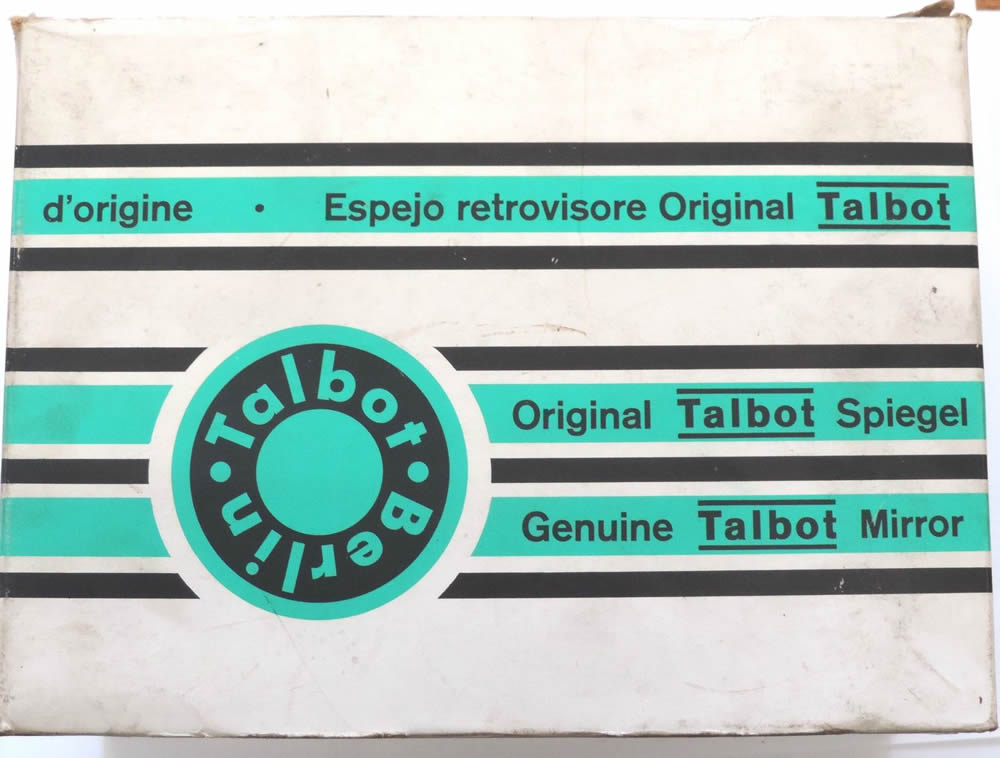 d'origine • Espejo retrovisore Original Talbot
Talbot • Berlin •
Original Talbot Spiegel
Genuine Talbot Mirror